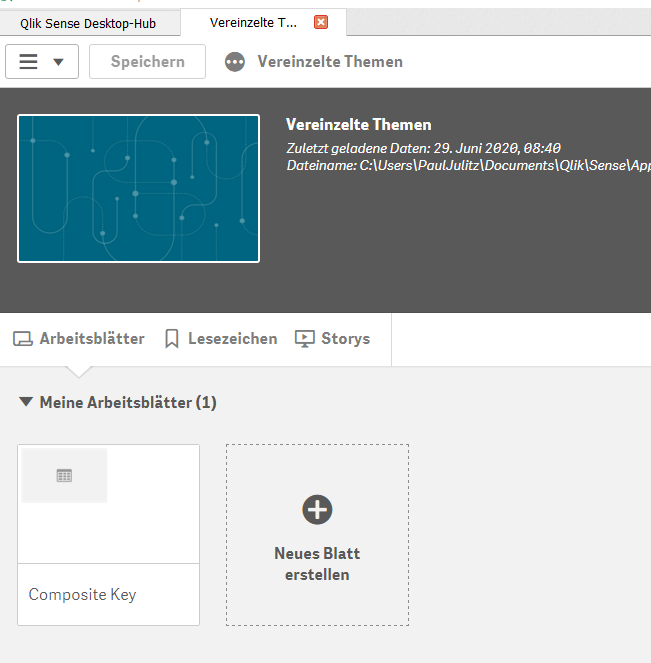 Qlik Sense Desktop-Hub
Vereinzelte T...
Speichern
Vereinzelte Themen
Vereinzelte Themen
Zuletzt geladene Daten: 29. Juni 2020, 08:40
Dateiname: C:\Users\PaulJulitz\Documents\Qlik\Sense\App
Arbeitsblätter
Lesezeichen
Storys
Meine Arbeitsblätter (1)
Composite Key
Neues Blatt
erstellen